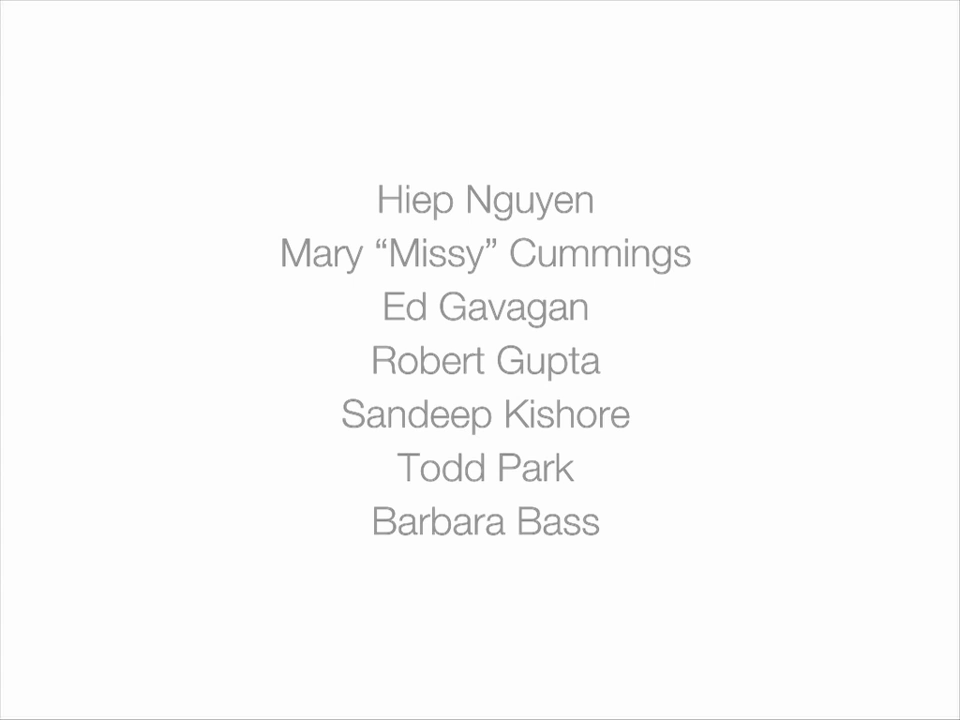 Hiep Nguyen
Mary “Missy” Cummings
Ed Gavagan
Robert Gupta
Sandeep Kishore
Todd Park
Barbara Bass